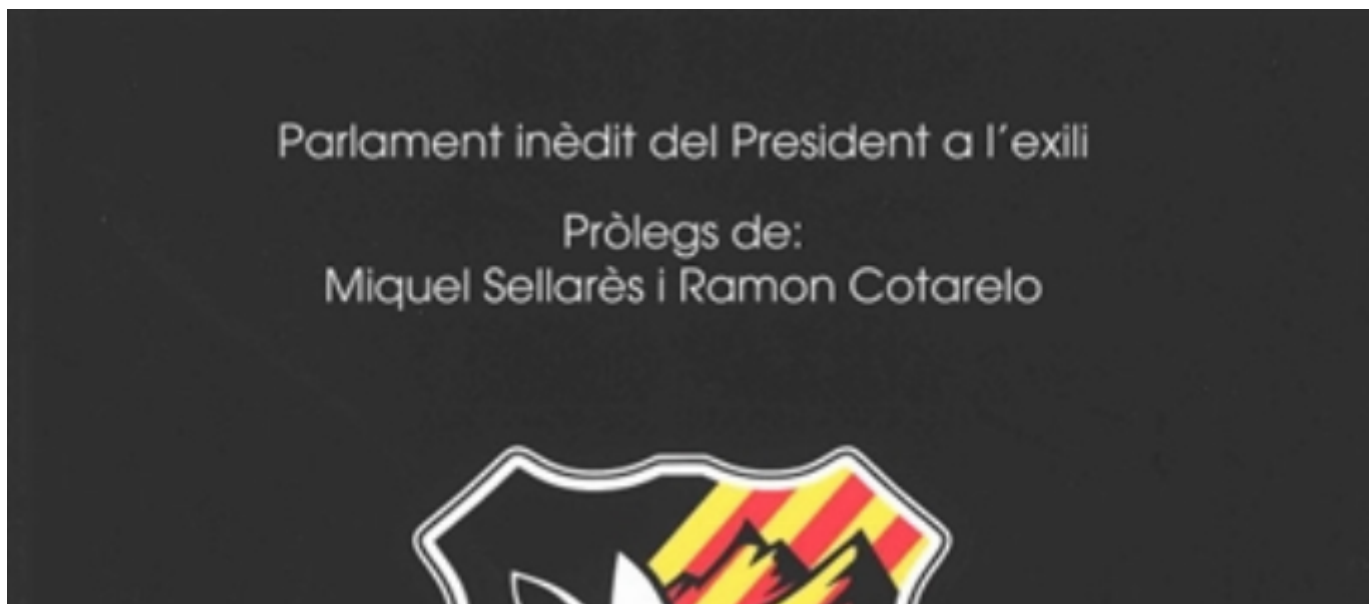 Parlament inèdit del President a l´exili
Pròlegs de:
Miquel Sellarès i Ramon Cotarelo